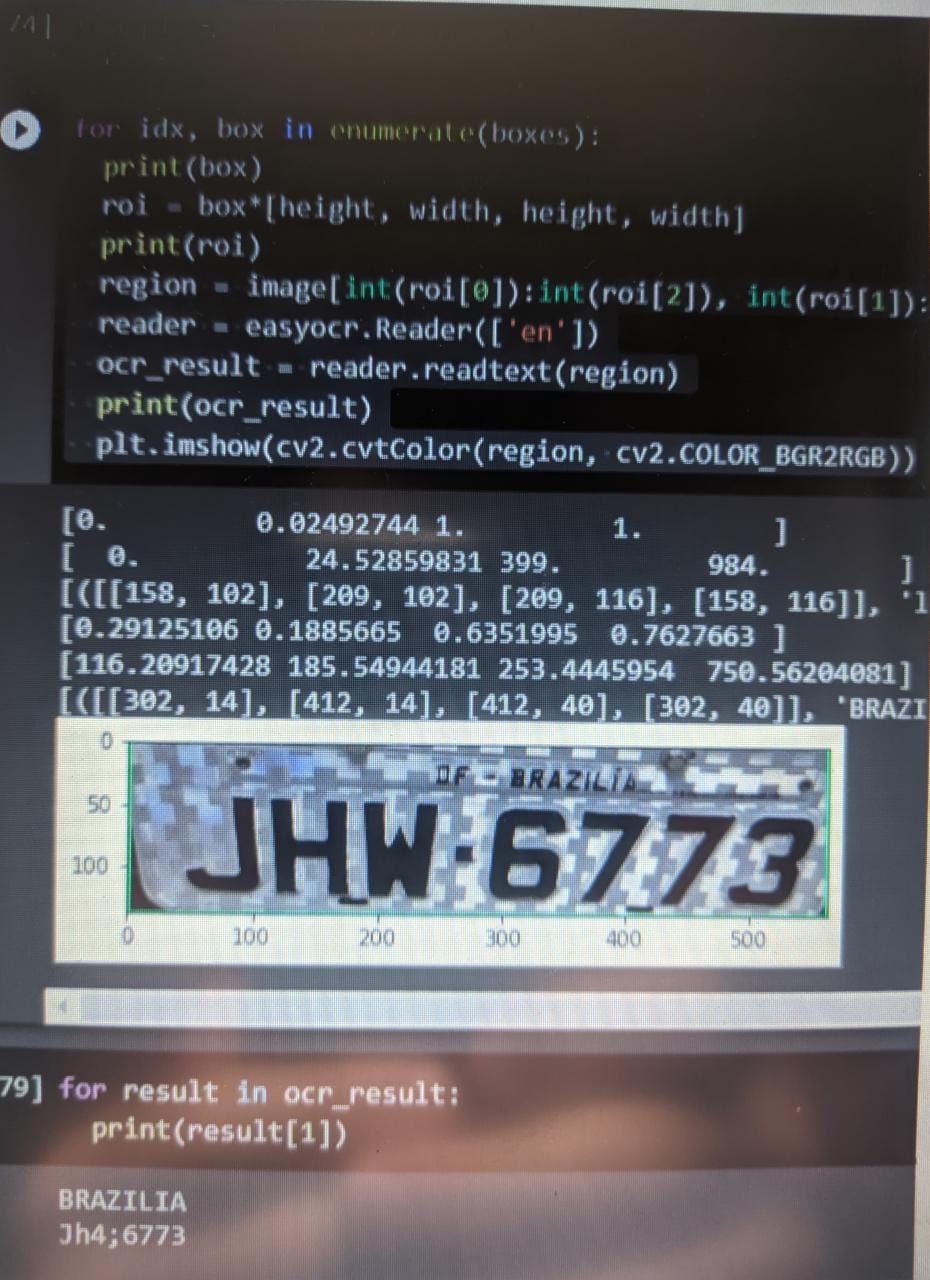 74]
for idx, box in enumerate(boxes):
print(box)
roi = box*[height, width, height, width]
print(roi)
region = image[int(roi[0]):int(roi[2]), int(roi[1]):
reader = easyocr.Reader(['en'])
ocr_result = reader.readtext(region)
print(ocr_result)
plt.imshow(cv2.cvtColor(region, cv2.COLOR_BGR2RGB))
[0. 0.02492744 1. 1. ]
[ 0. 24.52859831 399. 984. ]
[([[158, 102], [209, 102], [209, 116], [158, 116]], '1
[0.29125106 0.1885665 0.6351995 0.7627663 ]
[116.20917428 185.54944181 253.4445954 750.56204081]
[([[302, 14], [412, 14], [412, 40], [302, 40]], 'BRAZI
0
50
100
DF - BRAZILIA
JHW·6773
0 100 200 300 400 500
79] for result in ocr_result:
print(result[1])
BRAZILIA
Jh4;6773